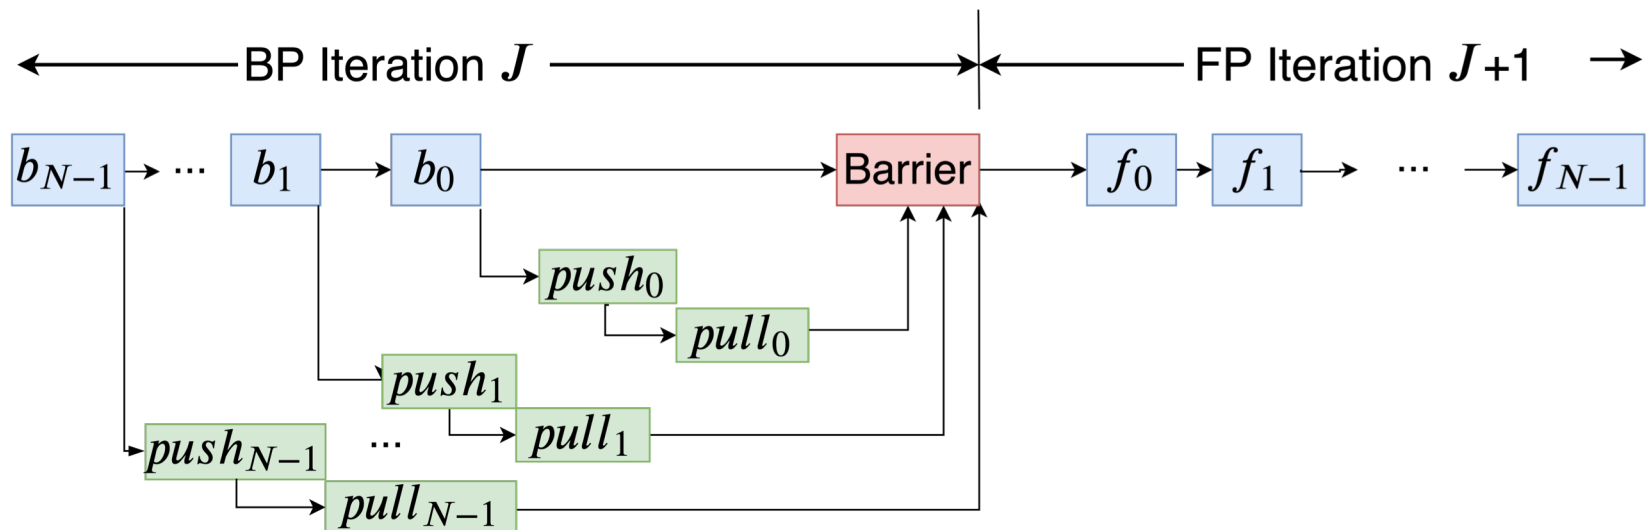 BP Iteration J FP Iteration J+1
b_{N−1} ... b_1 b_0 Barrier f_0 f_1 ... f_{N−1}
push_0
pull_0
push_1
pull_1
push_{N−1} ...
pull_{N−1}